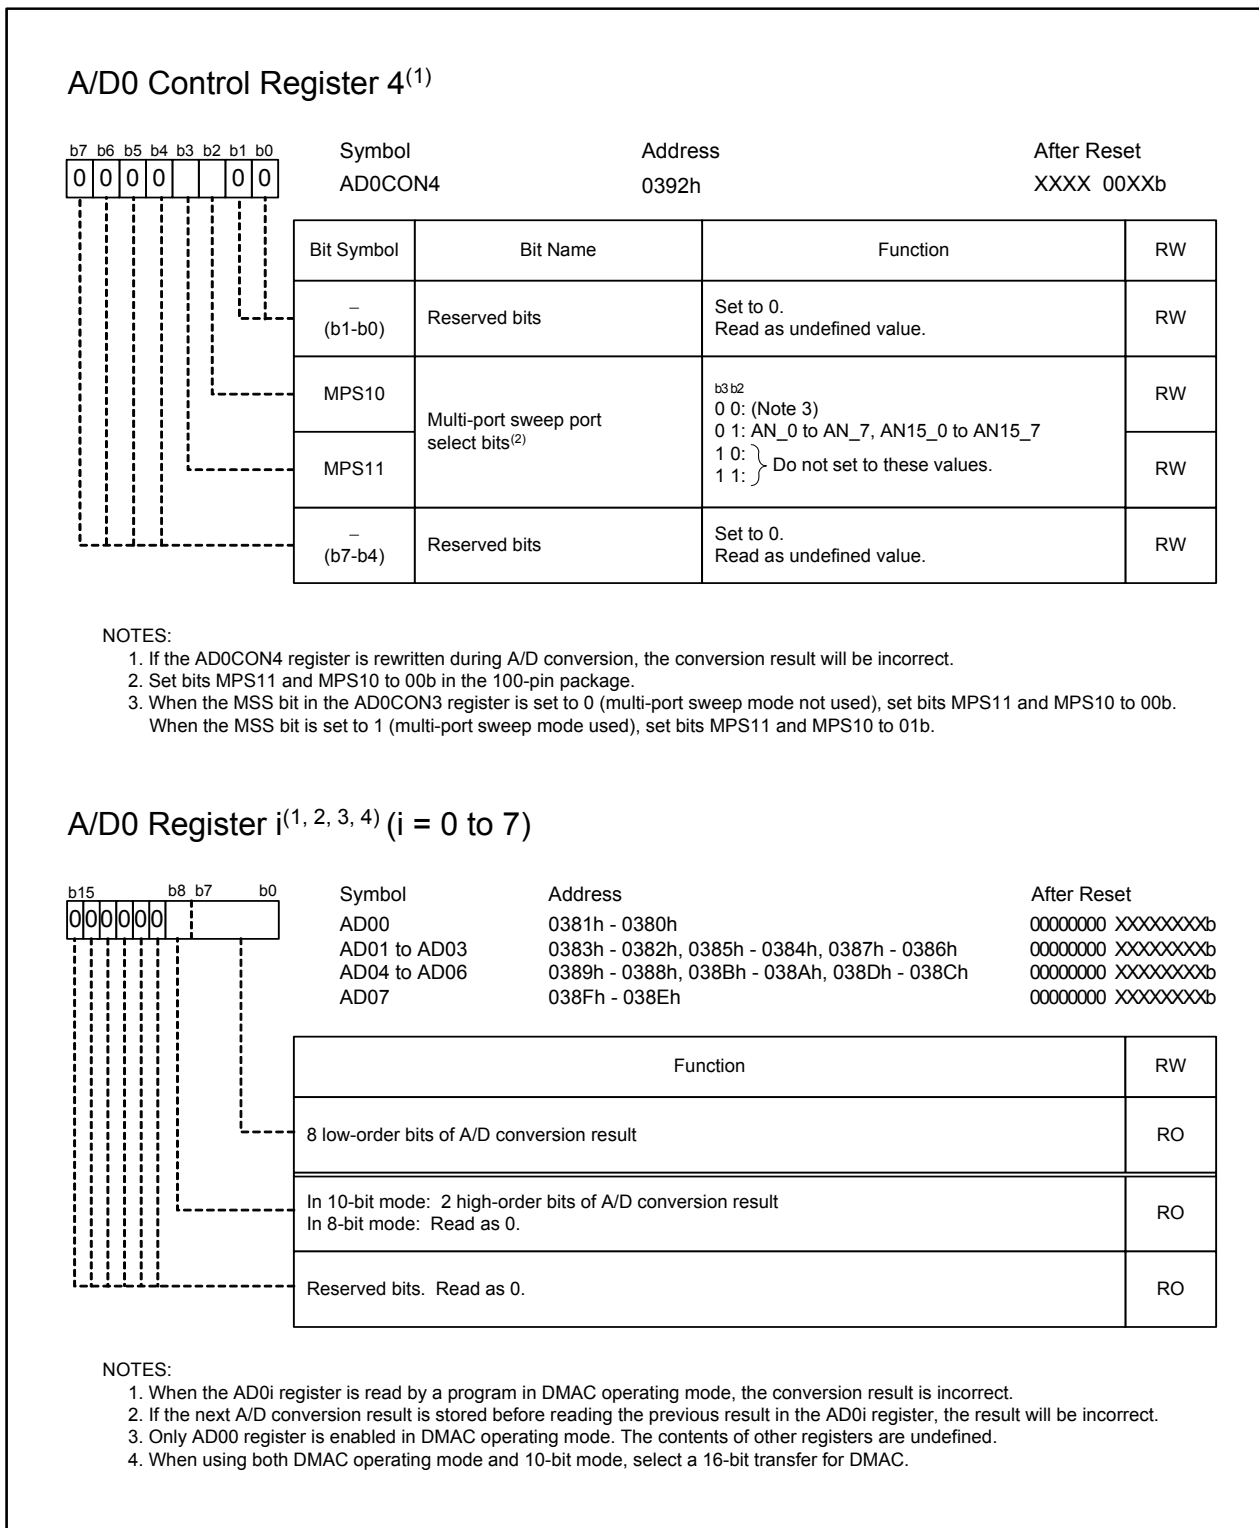 A/D0 Control Register 4(1)
b7 b6 b5 b4 b3 b2 b1 b0
0 0 0 0 0 0
Symbol Address After Reset
AD0CON4 0392h XXXX 00XXb
Bit Symbol Bit Name Function RW
–
(b1-b0) Reserved bits Set to 0.
Read as undefined value. RW
MPS10 Multi-port sweep port
select bits(2) b3 b2
0 0: (Note 3)
0 1: AN_0 to AN_7, AN15_0 to AN15_7
1 0:
1 1: Do not set to these values. RW
MPS11 RW
–
(b7-b4) Reserved bits Set to 0.
Read as undefined value. RW
NOTES:
1. If the AD0CON4 register is rewritten during A/D conversion, the conversion result will be incorrect.
2. Set bits MPS11 and MPS10 to 00b in the 100-pin package.
3. When the MSS bit in the AD0CON3 register is set to 0 (multi-port sweep mode not used), set bits MPS11 and MPS10 to 00b.
When the MSS bit is set to 1 (multi-port sweep mode used), set bits MPS11 and MPS10 to 01b.
A/D0 Register i(1, 2, 3, 4) (i = 0 to 7)
b15 b8 b7 b0
0 0 0 0 0 0
Symbol Address After Reset
AD00 0381h - 0380h 00000000 XXXXXXXXb
AD01 to AD03 0383h - 0382h, 0385h - 0384h, 0387h - 0386h 00000000 XXXXXXXXb
AD04 to AD06 0389h - 0388h, 038Bh - 038Ah, 038Dh - 038Ch 00000000 XXXXXXXXb
AD07 038Fh - 038Eh 00000000 XXXXXXXXb
Function RW
8 low-order bits of A/D conversion result RO
In 10-bit mode: 2 high-order bits of A/D conversion result
In 8-bit mode: Read as 0. RO
Reserved bits. Read as 0. RO
NOTES:
1. When the AD0i register is read by a program in DMAC operating mode, the conversion result is incorrect.
2. If the next A/D conversion result is stored before reading the previous result in the AD0i register, the result will be incorrect.
3. Only AD00 register is enabled in DMAC operating mode. The contents of other registers are undefined.
4. When using both DMAC operating mode and 10-bit mode, select a 16-bit transfer for DMAC.